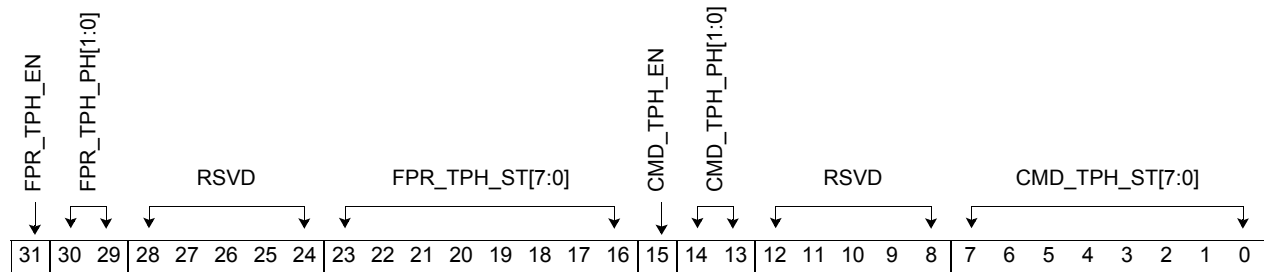 FPR_TPH_EN
FPR_TPH_PH[1:0]
RSVD
FPR_TPH_ST[7:0]
CMD_TPH_EN
CMD_TPH_PH[1:0]
RSVD
CMD_TPH_ST[7:0]
31 30 29 28 27 26 25 24 23 22 21 20 19 18 17 16 15 14 13 12 11 10 9 8 7 6 5 4 3 2 1 0